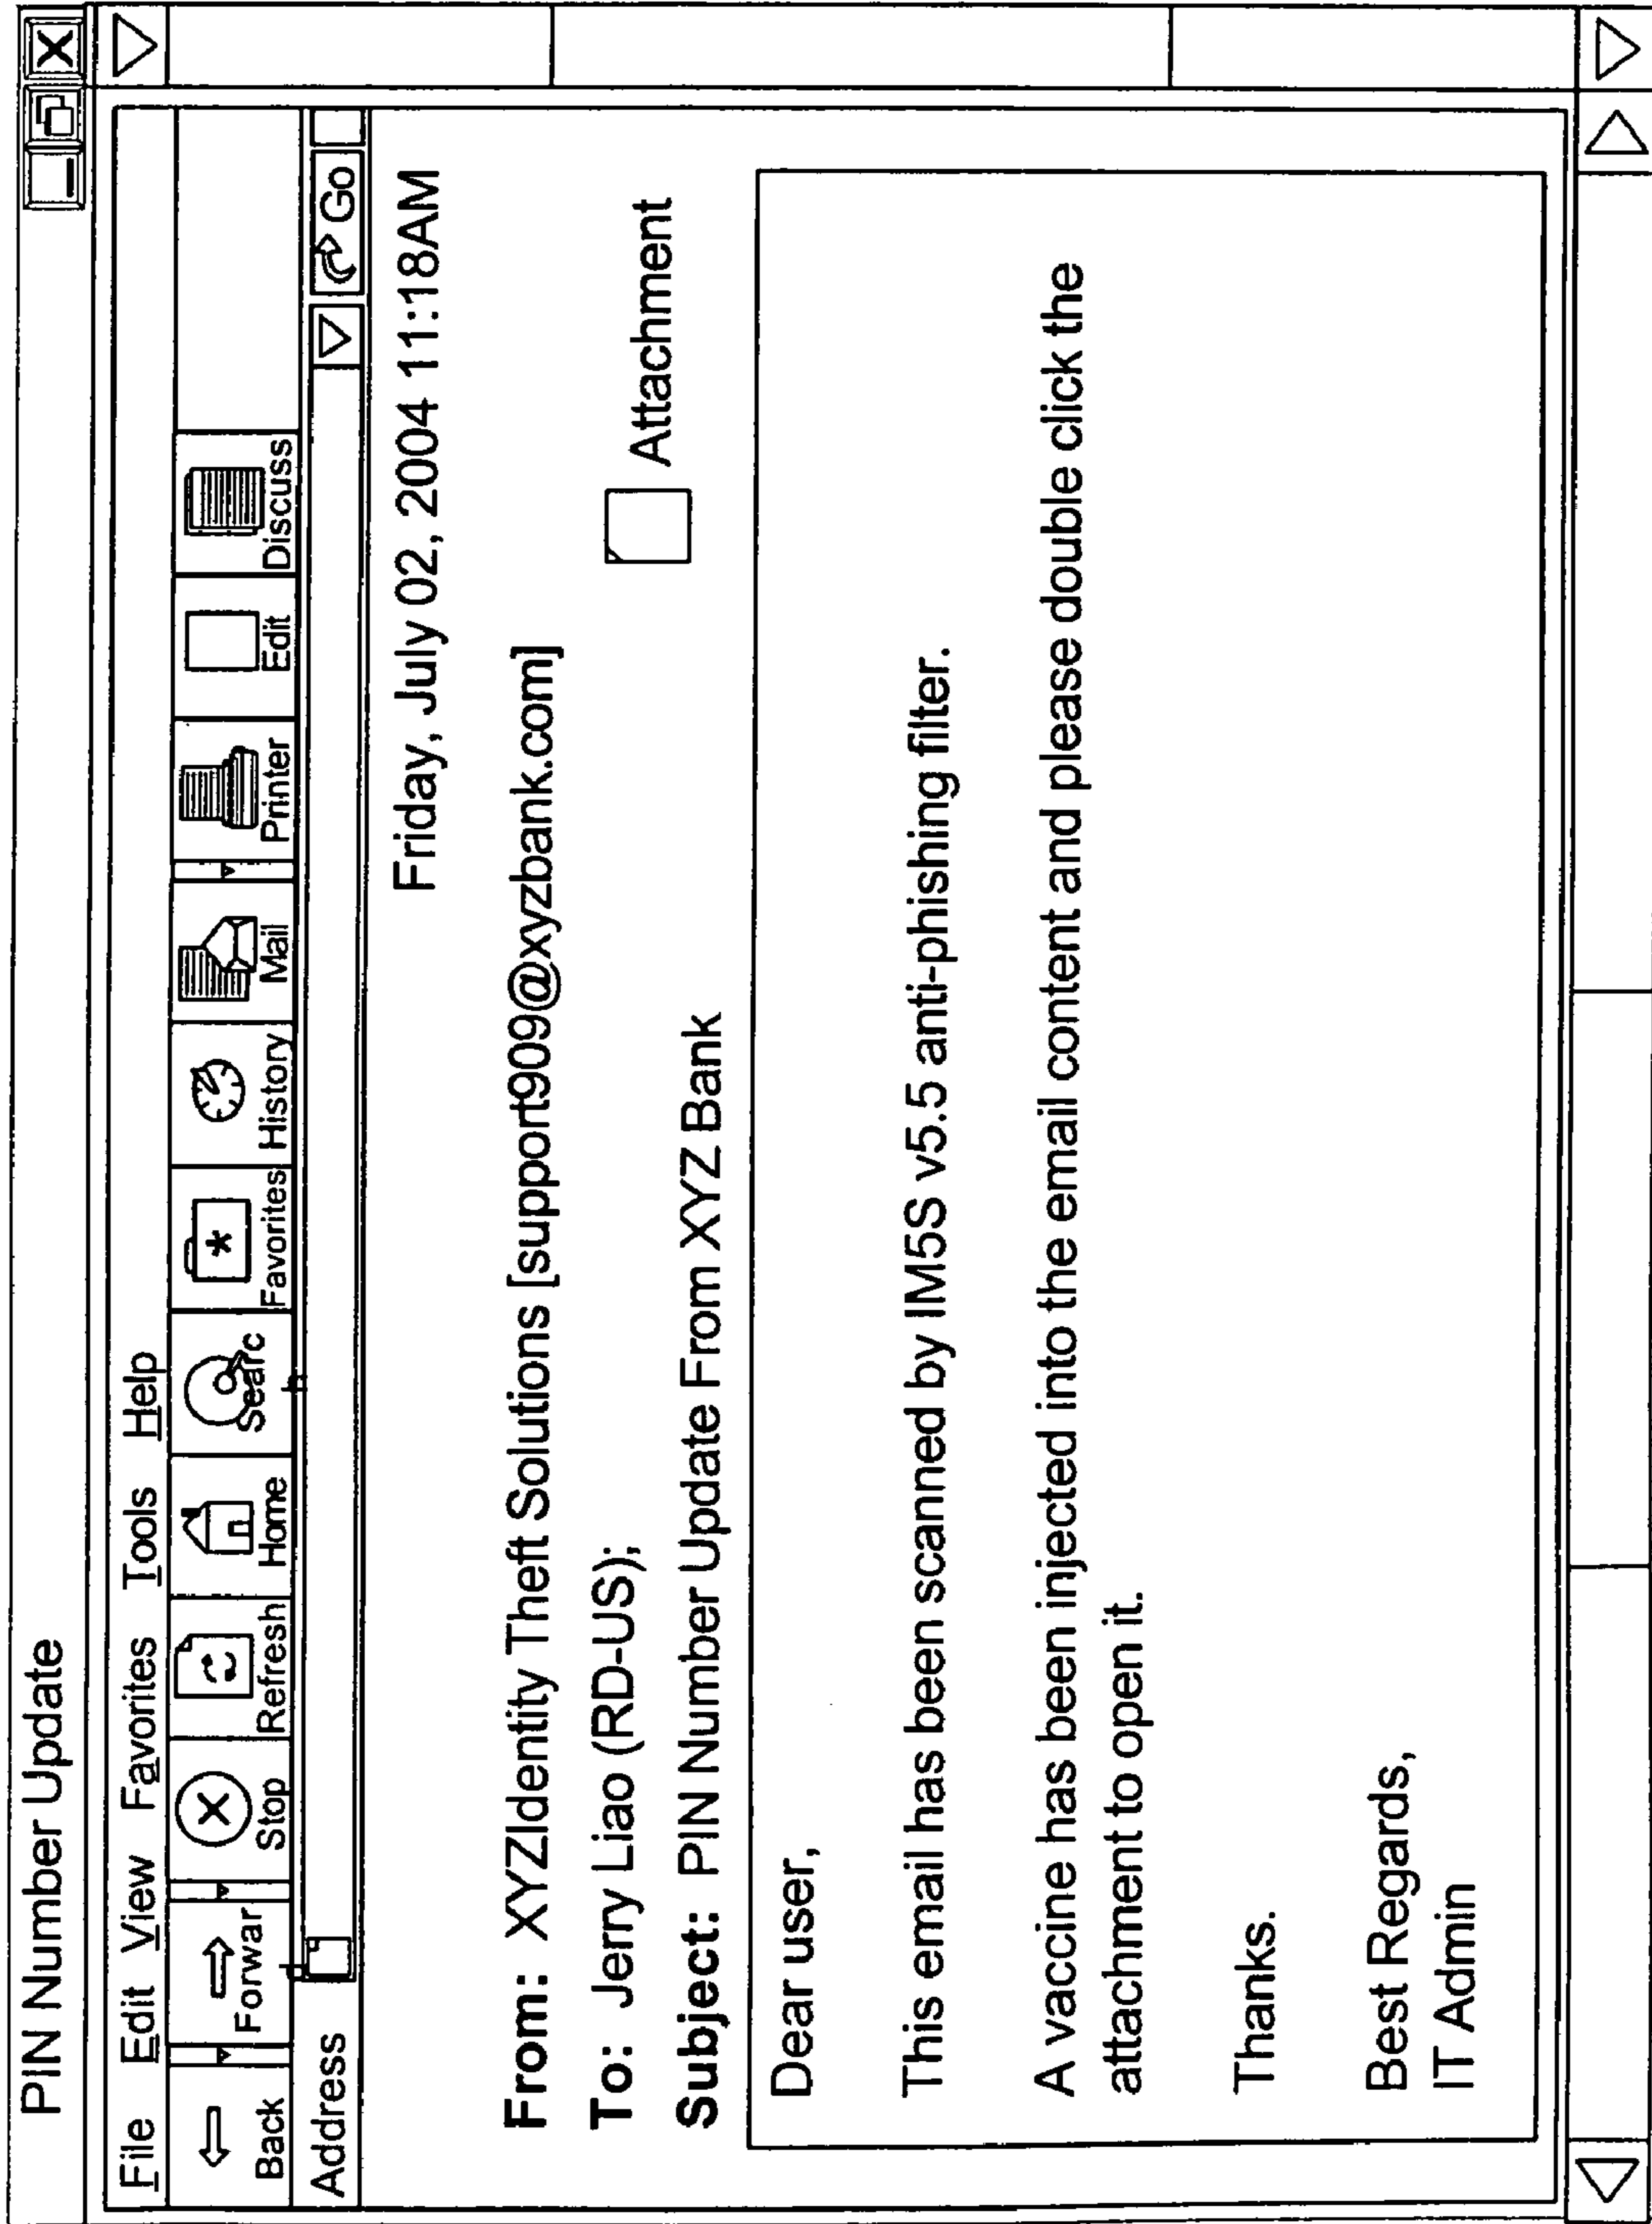 PIN Number Update
File Edit View Favorites Tools Help
Back Forwar Stop Refresh Home Searc Favorites History Mail Printer Edit Discuss
Address Go
Friday, July 02, 2004 11:18AM
From: XYZIdentity Theft Solutions [support909@xyzbank.com]
To: Jerry Liao (RD-US);
Attachment
Subject: PIN Number Update From XYZ Bank
Dear user,
This email has been scanned by IM5S v5.5 anti-phishing filter.
A vaccine has been injected into the email content and please double click the
attachment to open it.
Thanks.
Best Regards,
IT Admin